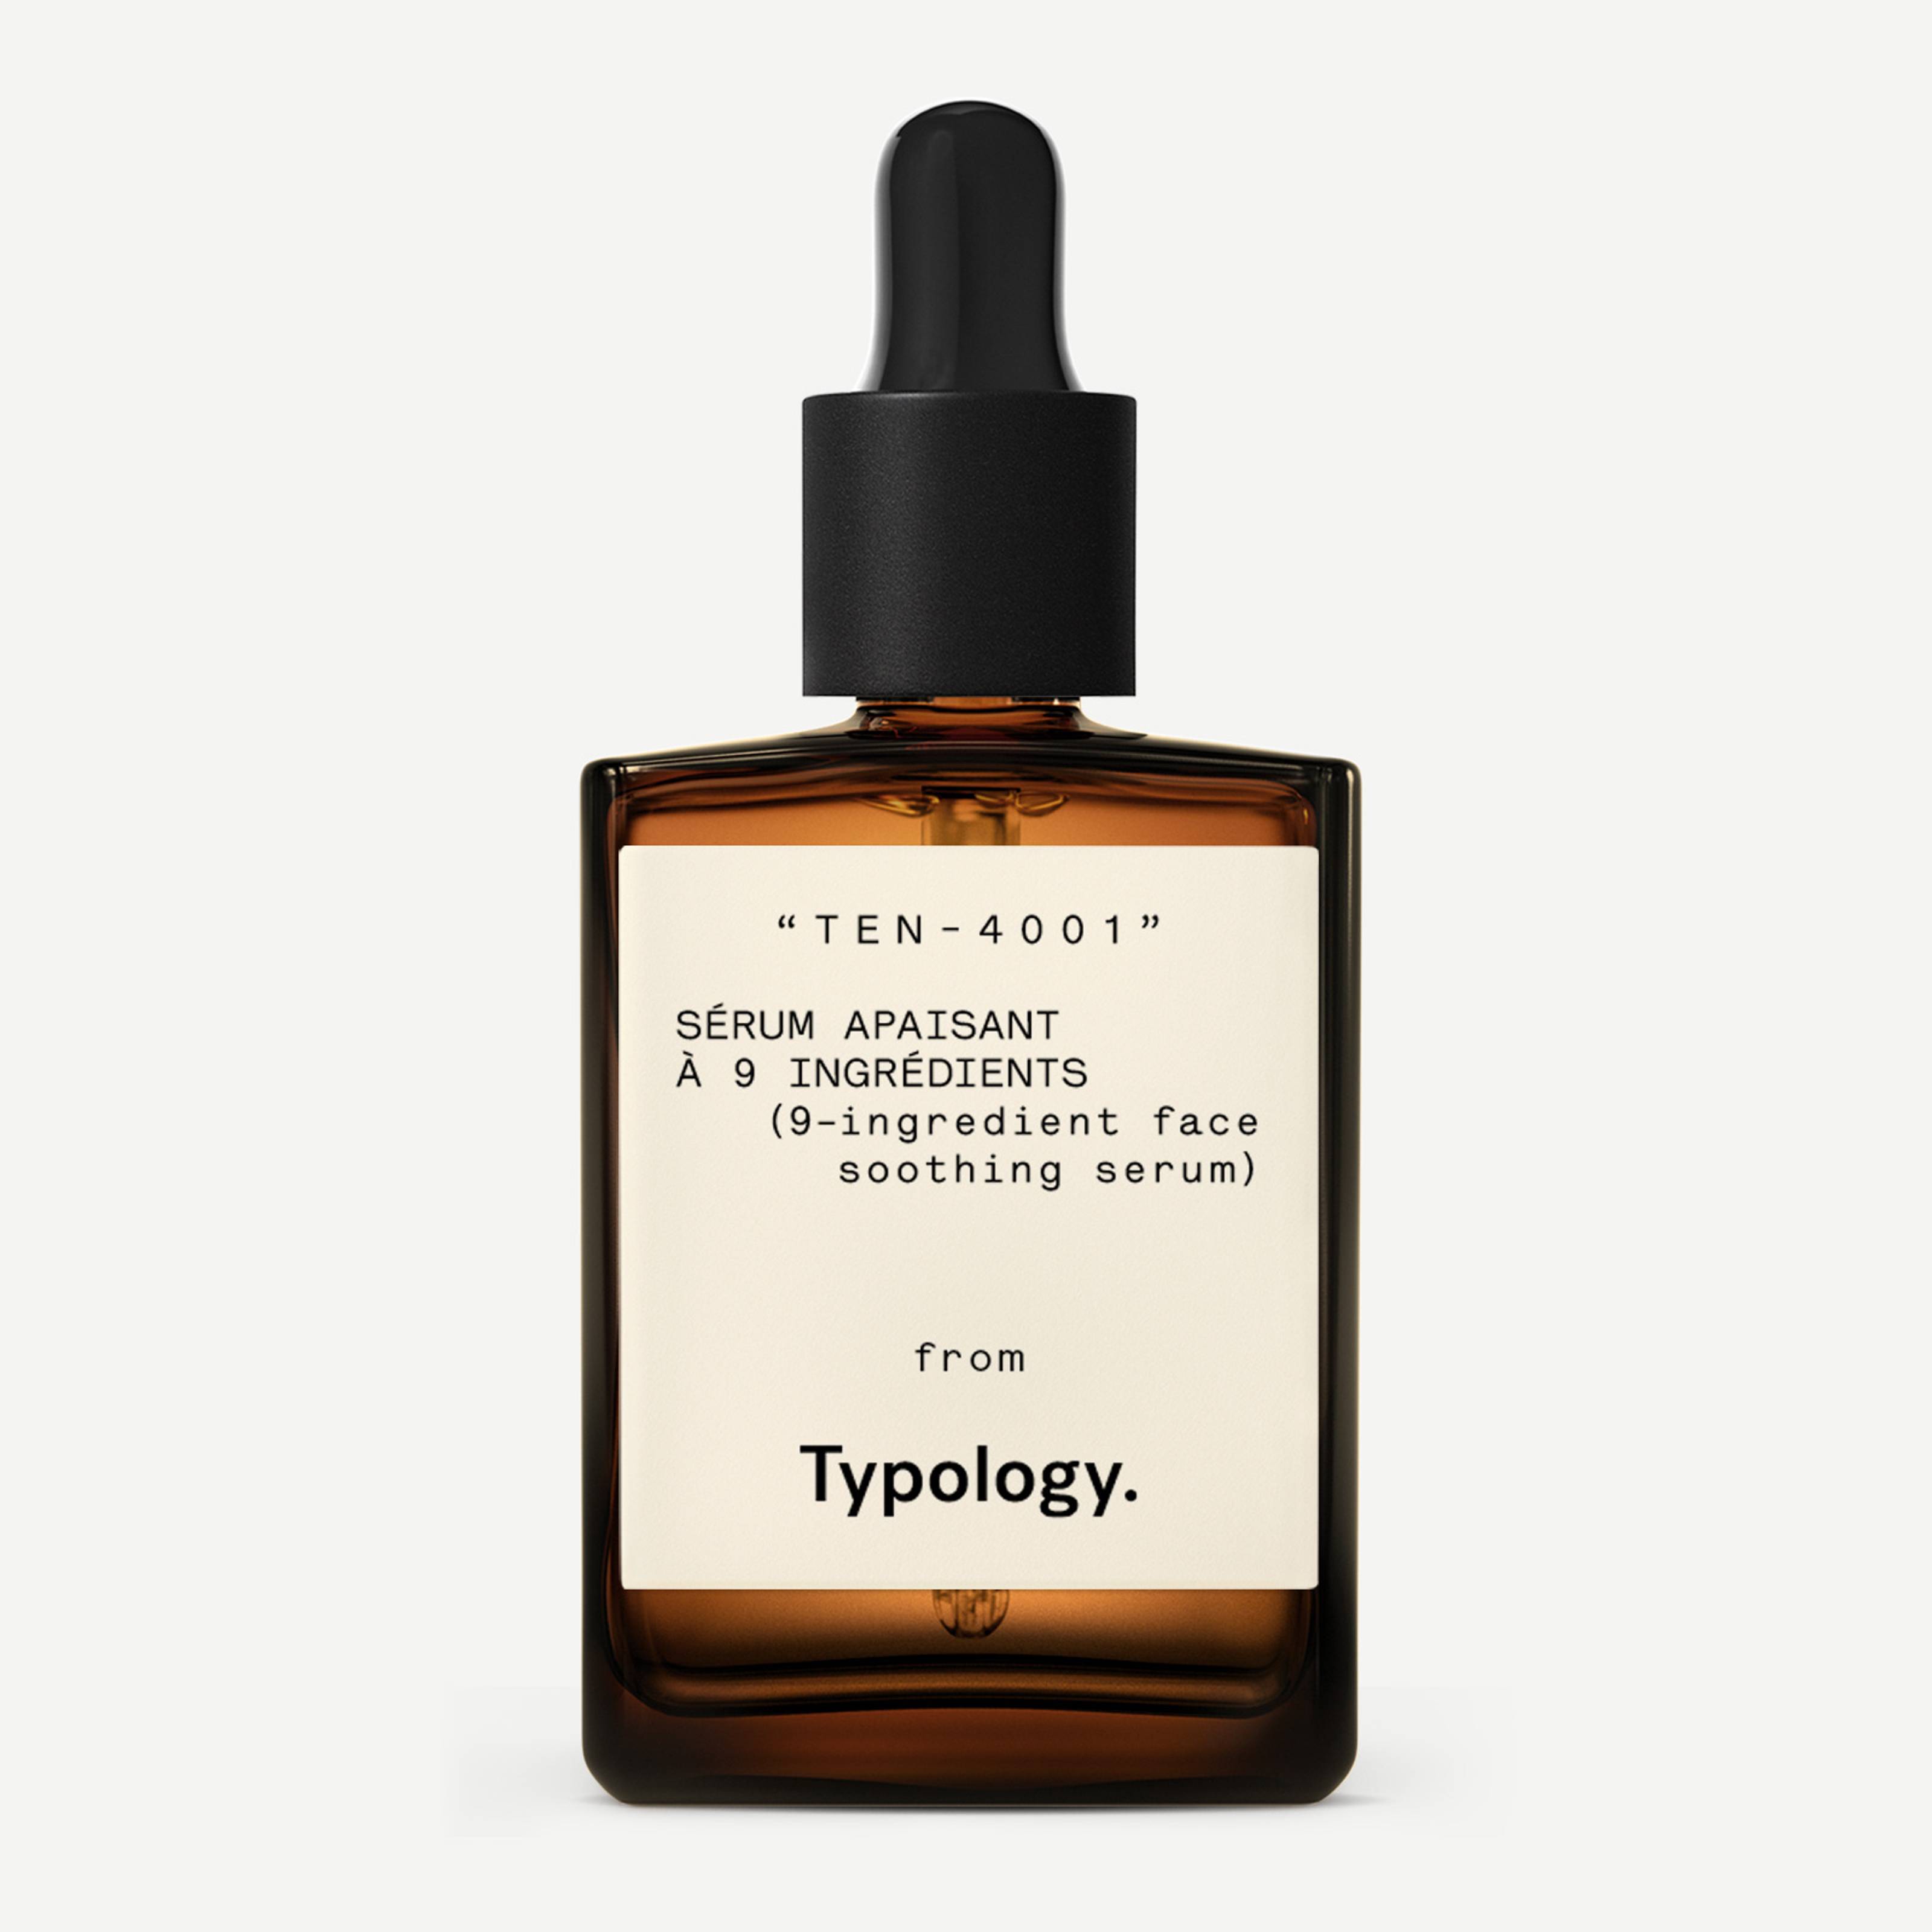 “TEN-4001”
SÉRUM APAISANT
À 9 INGRÉDIENTS
(9-ingredient face
soothing serum)
from
Typology.